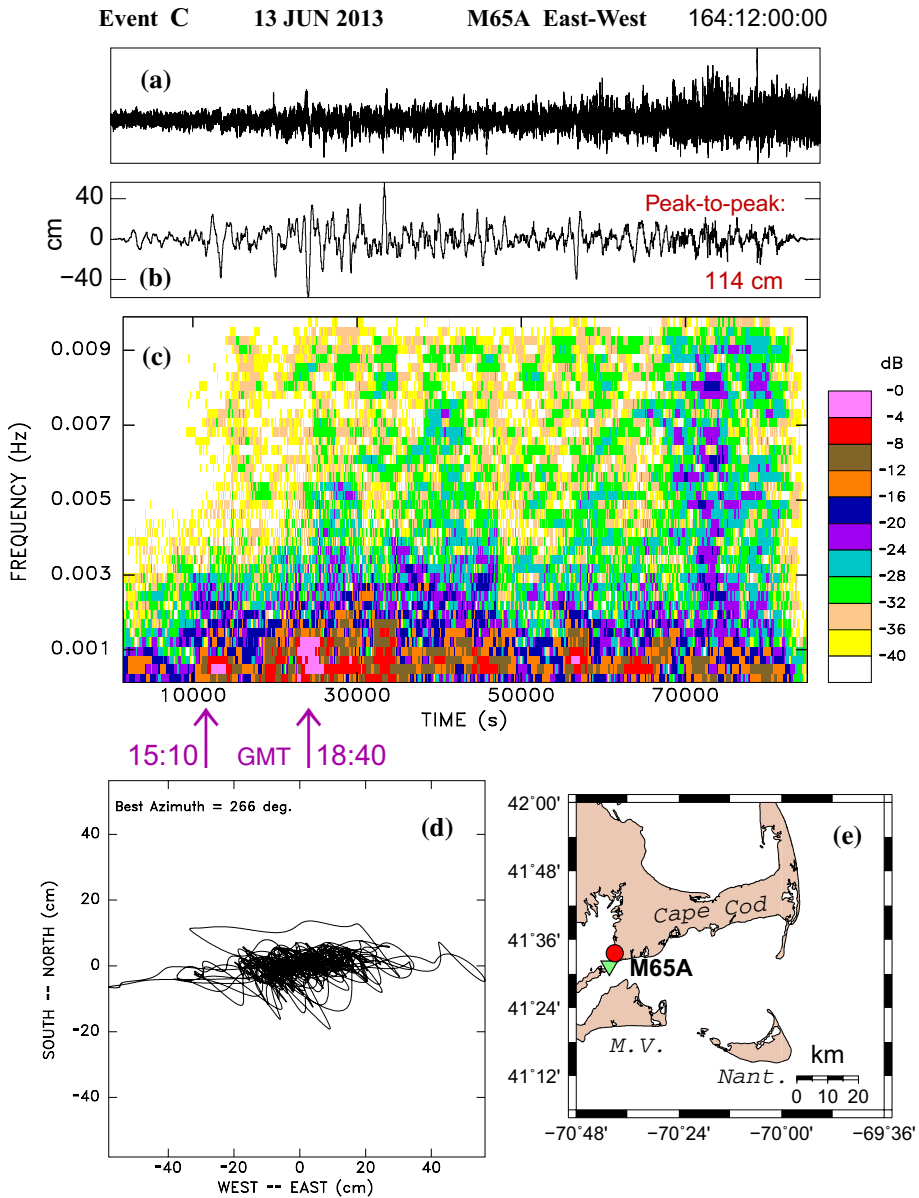 Event C 13 JUN 2013 M65A East-West 164:12:00:00
(a)
40
0
−40
cm
(b)
Peak-to-peak:
114 cm
(c)
0.009
0.007
0.005
0.003
0.001
FREQUENCY (Hz)
10000 30000 50000 70000
TIME (s)
dB
-0
-4
-8
-12
-16
-20
-24
-28
-32
-36
-40
15:10 GMT 18:40
Best Azimuth = 266 deg.
(d)
40
20
0
−20
−40
SOUTH -- NORTH (cm)
−40 −20 0 20 40
WEST -- EAST (cm)
(e)
42°00'
41°48'
41°36'
41°24'
41°12'
Cape Cod
M65A
M.V.
Nant.
km
0 10 20
−70°48' −70°24' −70°00' −69°36'